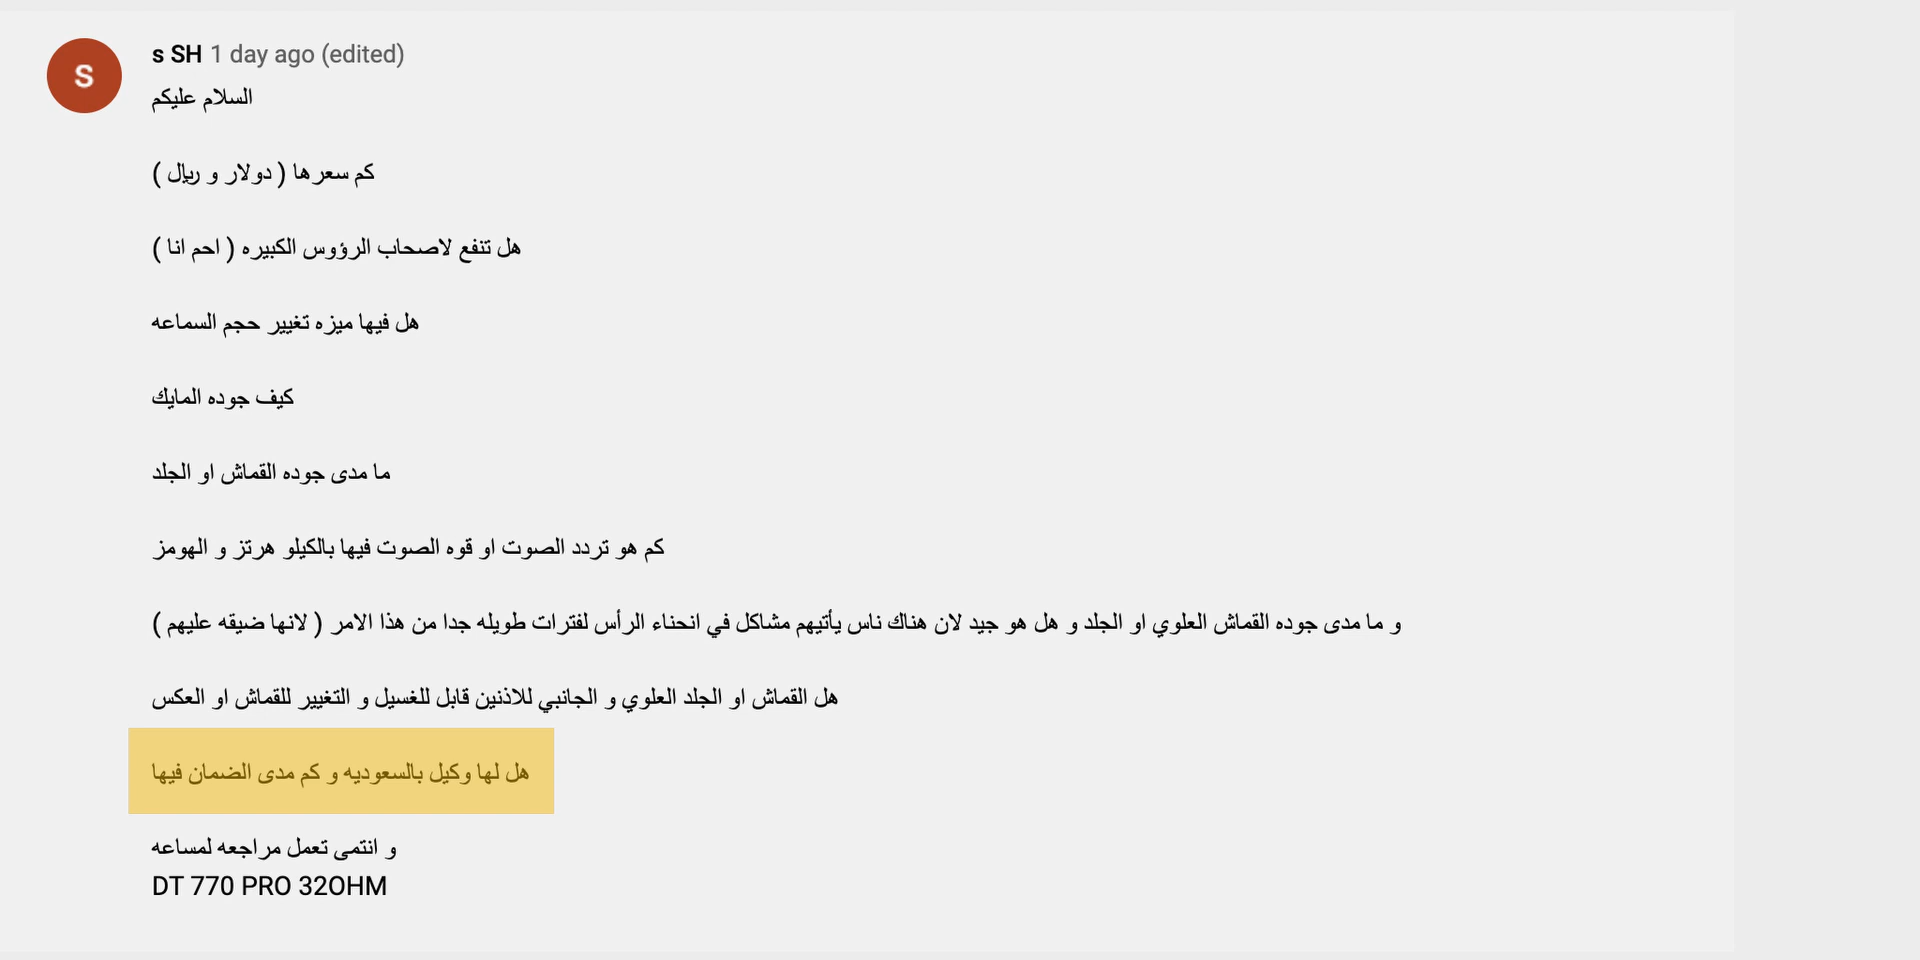 S
s SH 1 day ago (edited)
السلام عليكم
كم سعرها ( دولار و ريال )
هل تنفع لاصحاب الرؤوس الكبيره ( احم انا )
هل فيها ميزه تغيير حجم السماعه
كيف جوده المايك
ما مدى جوده القماش او الجلد
كم هو تردد الصوت او قوه الصوت فيها بالكيلو هرتز و الهومز
و ما مدى جوده القماش العلوي او الجلد و هل هو جيد لان هناك ناس يأتيهم مشاكل في انحناء الرأس لفترات طويله جدا من هذا الامر ( لانها ضيقه عليهم )
هل القماش او الجلد العلوي و الجانبي للاذنين قابل للغسيل و التغيير للقماش او العكس
هل لها وكيل بالسعوديه و كم مدى الضمان فيها
و انتمى تعمل مراجعه لمساعه
DT 770 PRO 32OHM